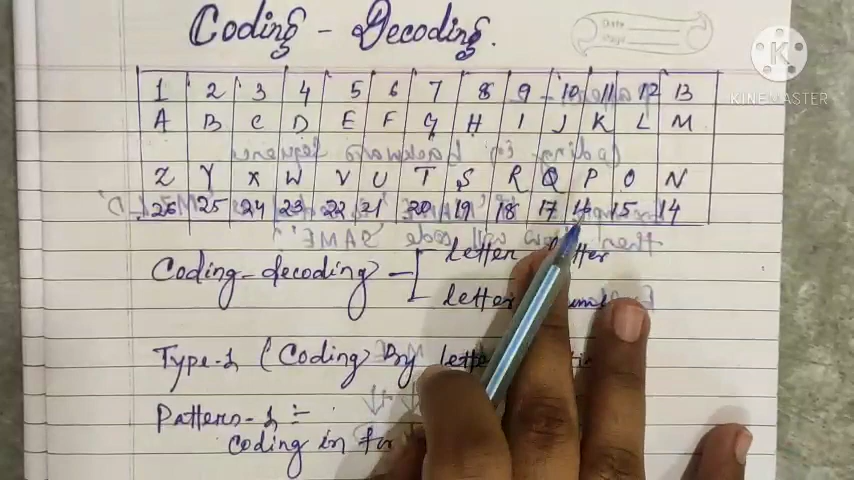 Coding - Decoding.
Date
Page
KINEMASTER
1 2 3 4 5 6 7 8 9 10 11 12 13
A B C D E F G H I J K L M
Z Y X W V U T S R Q P O N
26 25 24 23 22 21 20 19 18 17 16 15 14
Coding-decoding - letter
letter
Type-1 (Coding By
Pattern-1 :-
coding in